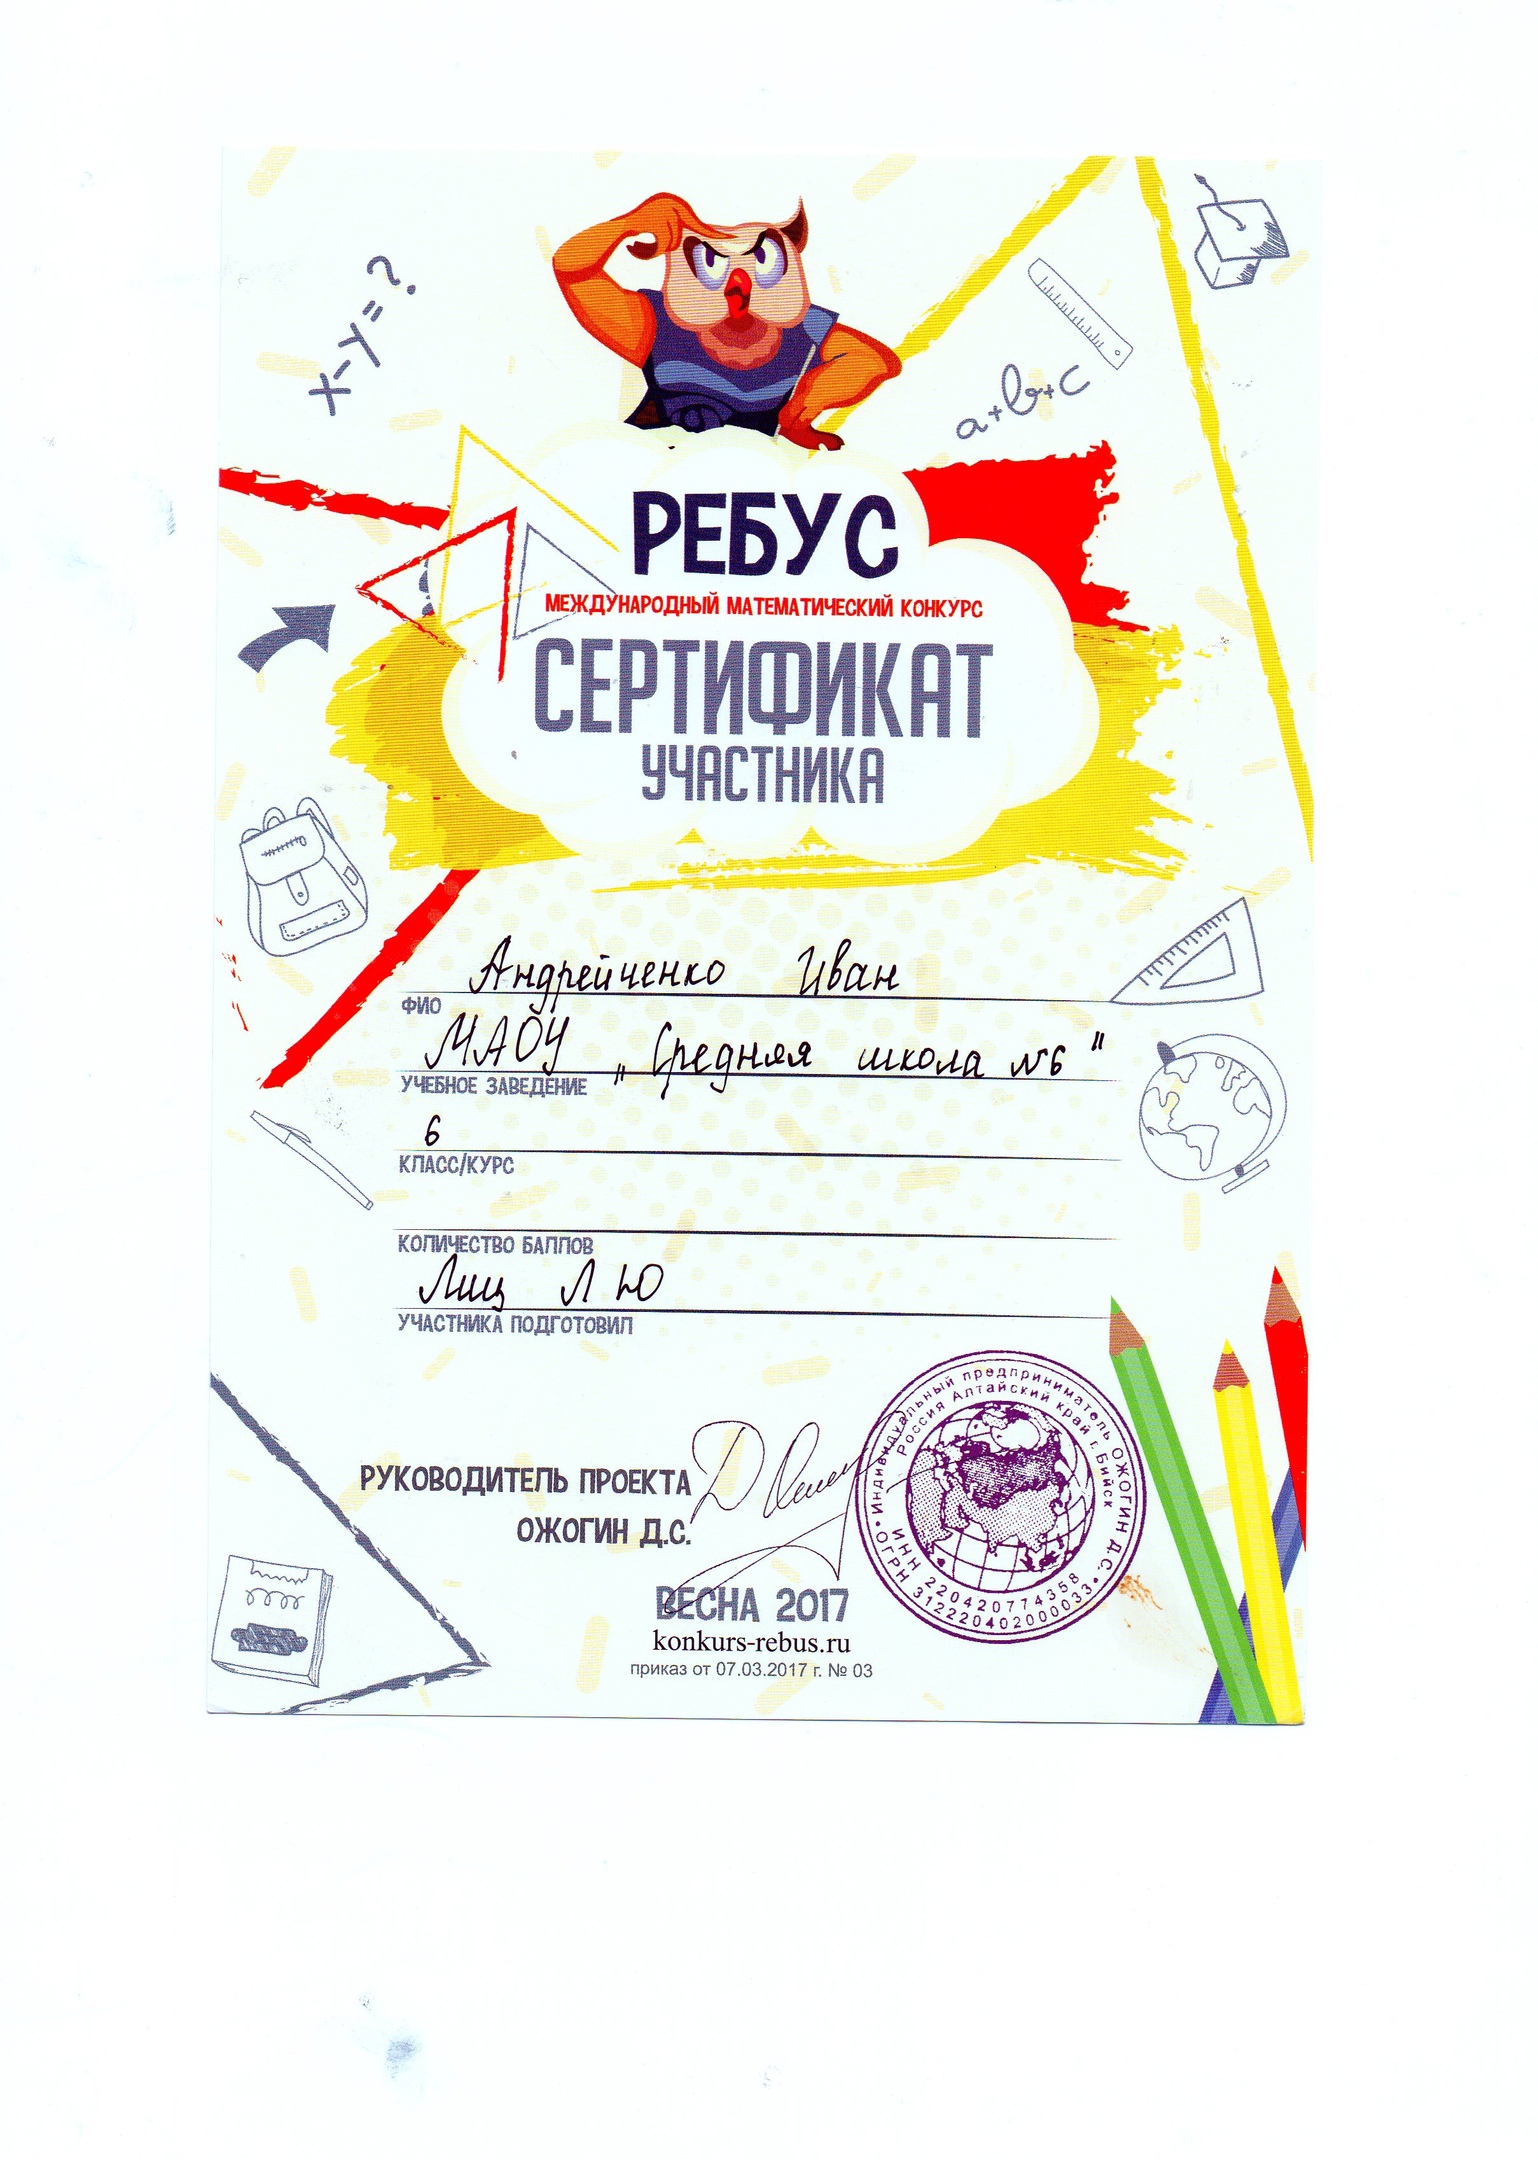 x-y=?
a+b+c
РЕБУС
МЕЖДУНАРОДНЫЙ МАТЕМАТИЧЕСКИЙ КОНКУРС
СЕРТИФИКАТ
УЧАСТНИКА
Андрейченко Иван
ФИО
МАОУ „Средняя школа №6"
УЧЕБНОЕ ЗАВЕДЕНИЕ
6
КЛАСС/КУРС
КОЛИЧЕСТВО БАЛЛОВ
Лиц Л Ю
УЧАСТНИКА ПОДГОТОВИЛ
РУКОВОДИТЕЛЬ ПРОЕКТА
ОЖОГИН Д.С.
Индивидуальный предприниматель ОЖОГИН Д.С.
Россия Алтайский край г.Бийск
ИНН 220420774358
ОГРН 312220402000033
ВЕСНА 2017
konkurs-rebus.ru
приказ от 07.03.2017 г. № 03